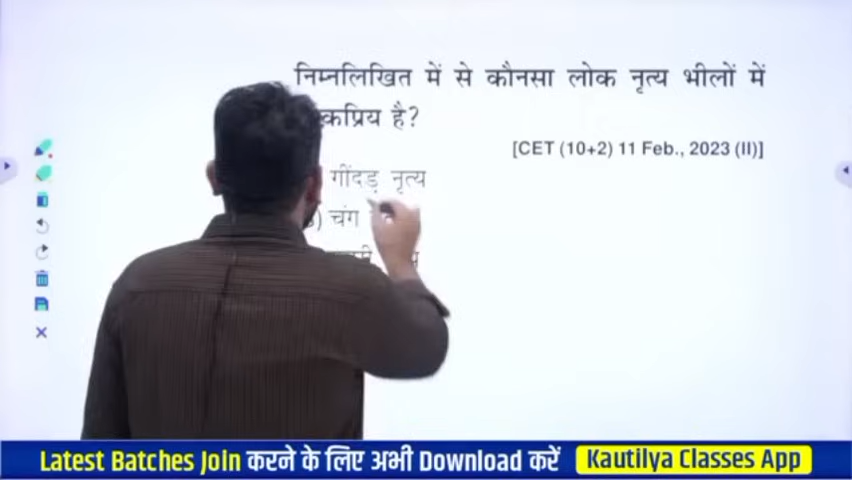 निम्नलिखित में से कौनसा लोक नृत्य भीलों में
है?
[CET (10+2) 11 Feb., 2023 (II)]
गींदड़ नृत्य
चंग
Latest Batches Join करने के लिए अभी Download करें Kautilya Classes App